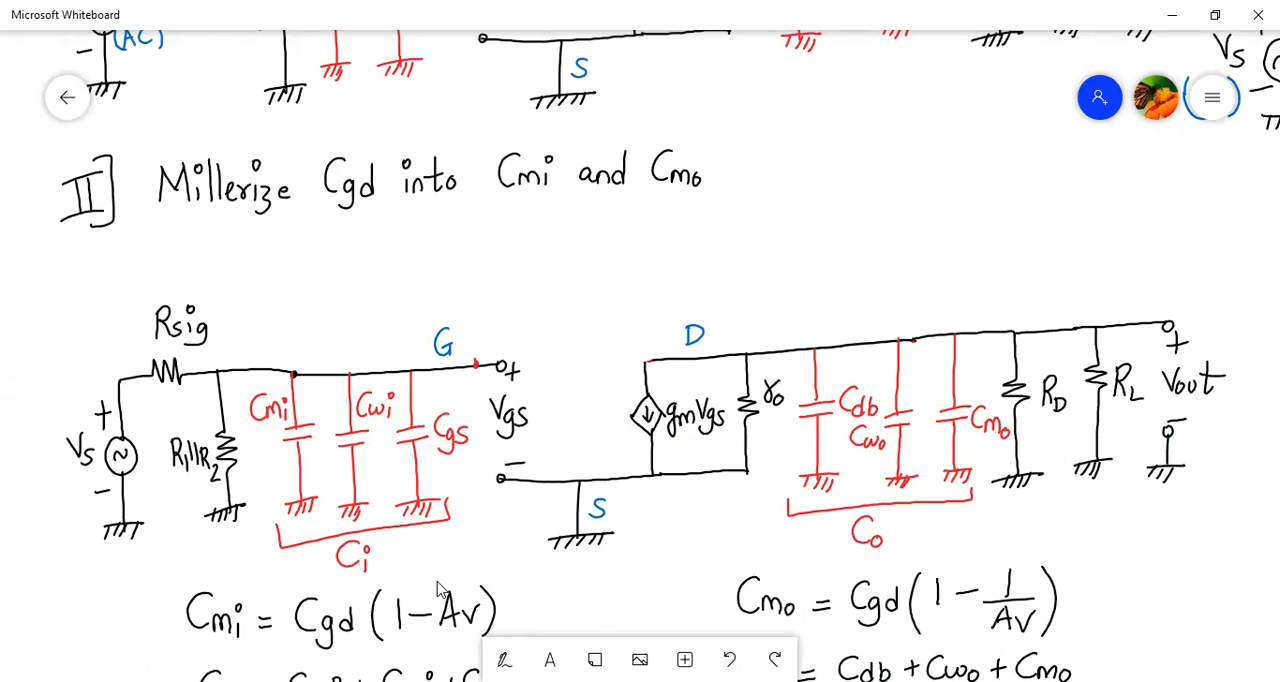 Microsoft Whiteboard
(AC)
S
Vs
II] Millerize Cgd into Cmi and Cmo
Rsig
G
D
+
+
+
Cmi
Cwi
Cgs
Vgs
gmVgs
ro
Cdb
Cwo
Cmo
RD
RL
Vout
Vs
R1||R2
−
−
−
S
Ci
Co
Cmi = Cgd (1 − Av)
Cmo = Cgd (1 − 1/Av)
= Cdb + Cwo + Cmo